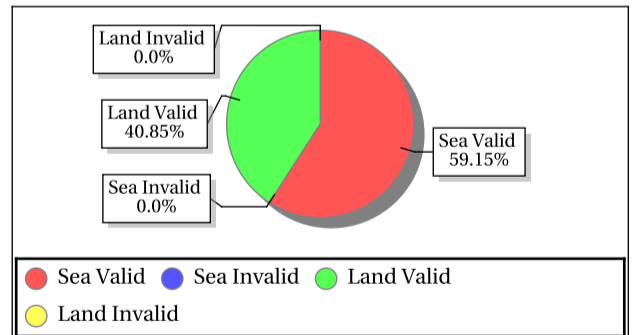 Land Invalid
0.0%
Land Valid
40.85%
Sea Valid
59.15%
Sea Invalid
0.0%
Sea Valid Sea Invalid Land Valid
Land Invalid